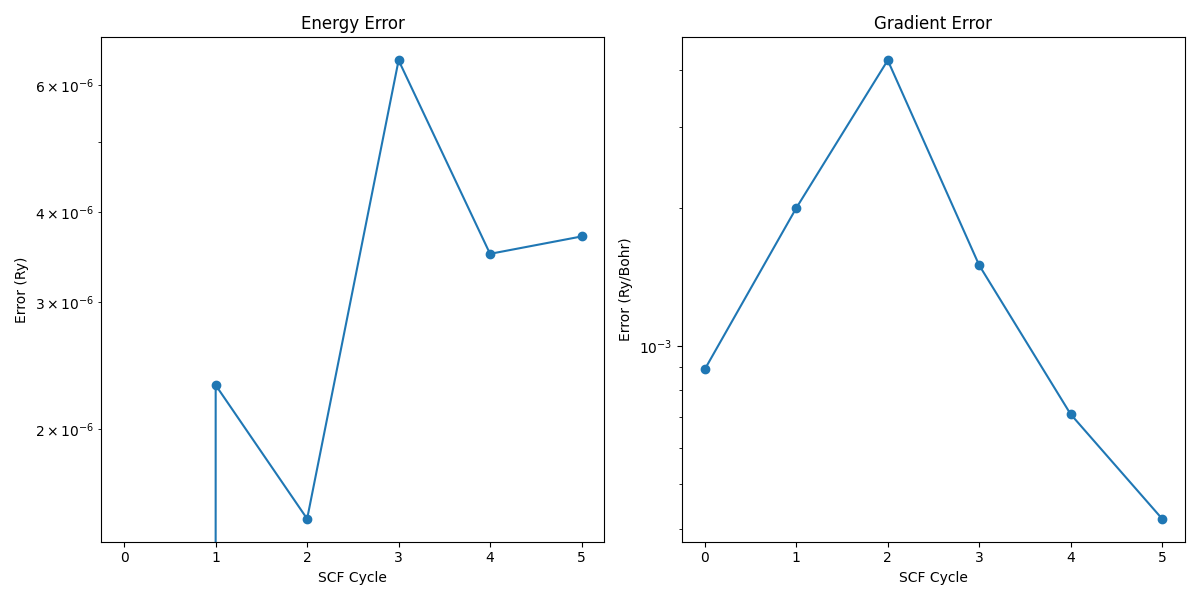 Energy Error
Error (Ry)
6 × 10⁻⁶
4 × 10⁻⁶
3 × 10⁻⁶
2 × 10⁻⁶
0 1 2 3 4 5
SCF Cycle
Gradient Error
Error (Ry/Bohr)
10⁻³
0 1 2 3 4 5
SCF Cycle